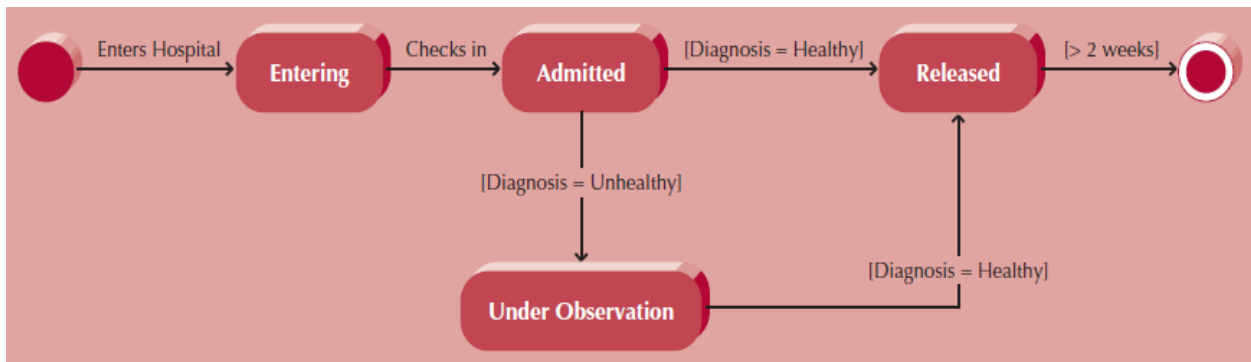 Enters Hospital
Entering
Checks in
Admitted
[Diagnosis = Healthy]
Released
[> 2 weeks]
[Diagnosis = Unhealthy]
[Diagnosis = Healthy]
Under Observation